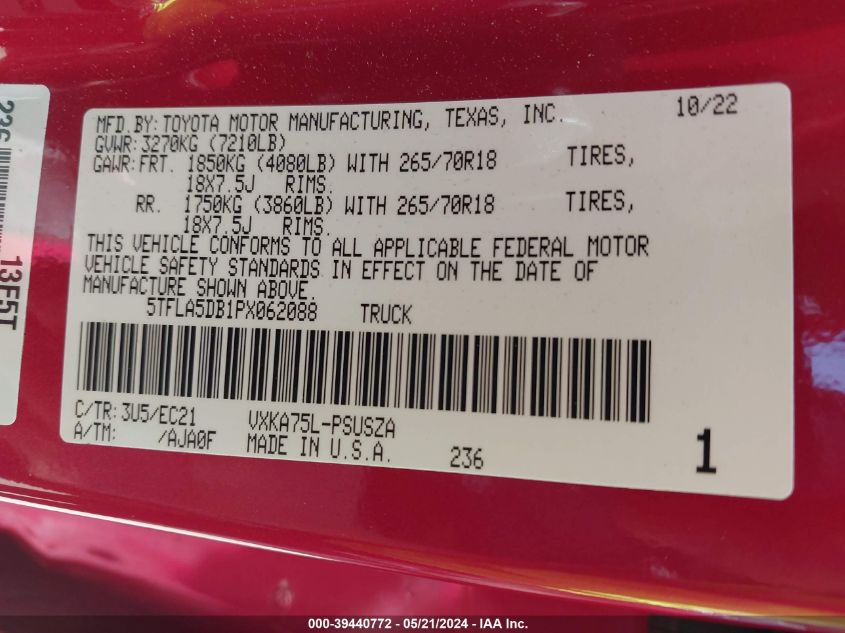 MFD.BY:TOYOTA MOTOR MANUFACTURING, TEXAS, INC. 10/22
GVWR:3270KG (7210LB)
GAWR:FRT. 1850KG (4080LB) WITH 265/70R18 TIRES,
18X7.5J RIMS.
RR. 1750KG (3860LB) WITH 265/70R18 TIRES,
18X7.5J RIMS.
THIS VEHICLE CONFORMS TO ALL APPLICABLE FEDERAL MOTOR
VEHICLE SAFETY STANDARDS IN EFFECT ON THE DATE OF
MANUFACTURE SHOWN ABOVE.
5TFLA5DB1PX062088 TRUCK
C/TR:3U5/EC21 VXKA75L-PSUSZA
A/TM: /AJA0F MADE IN U.S.A. 236 1
236 13F5T
000-39440772 - 05/21/2024 - IAA Inc.